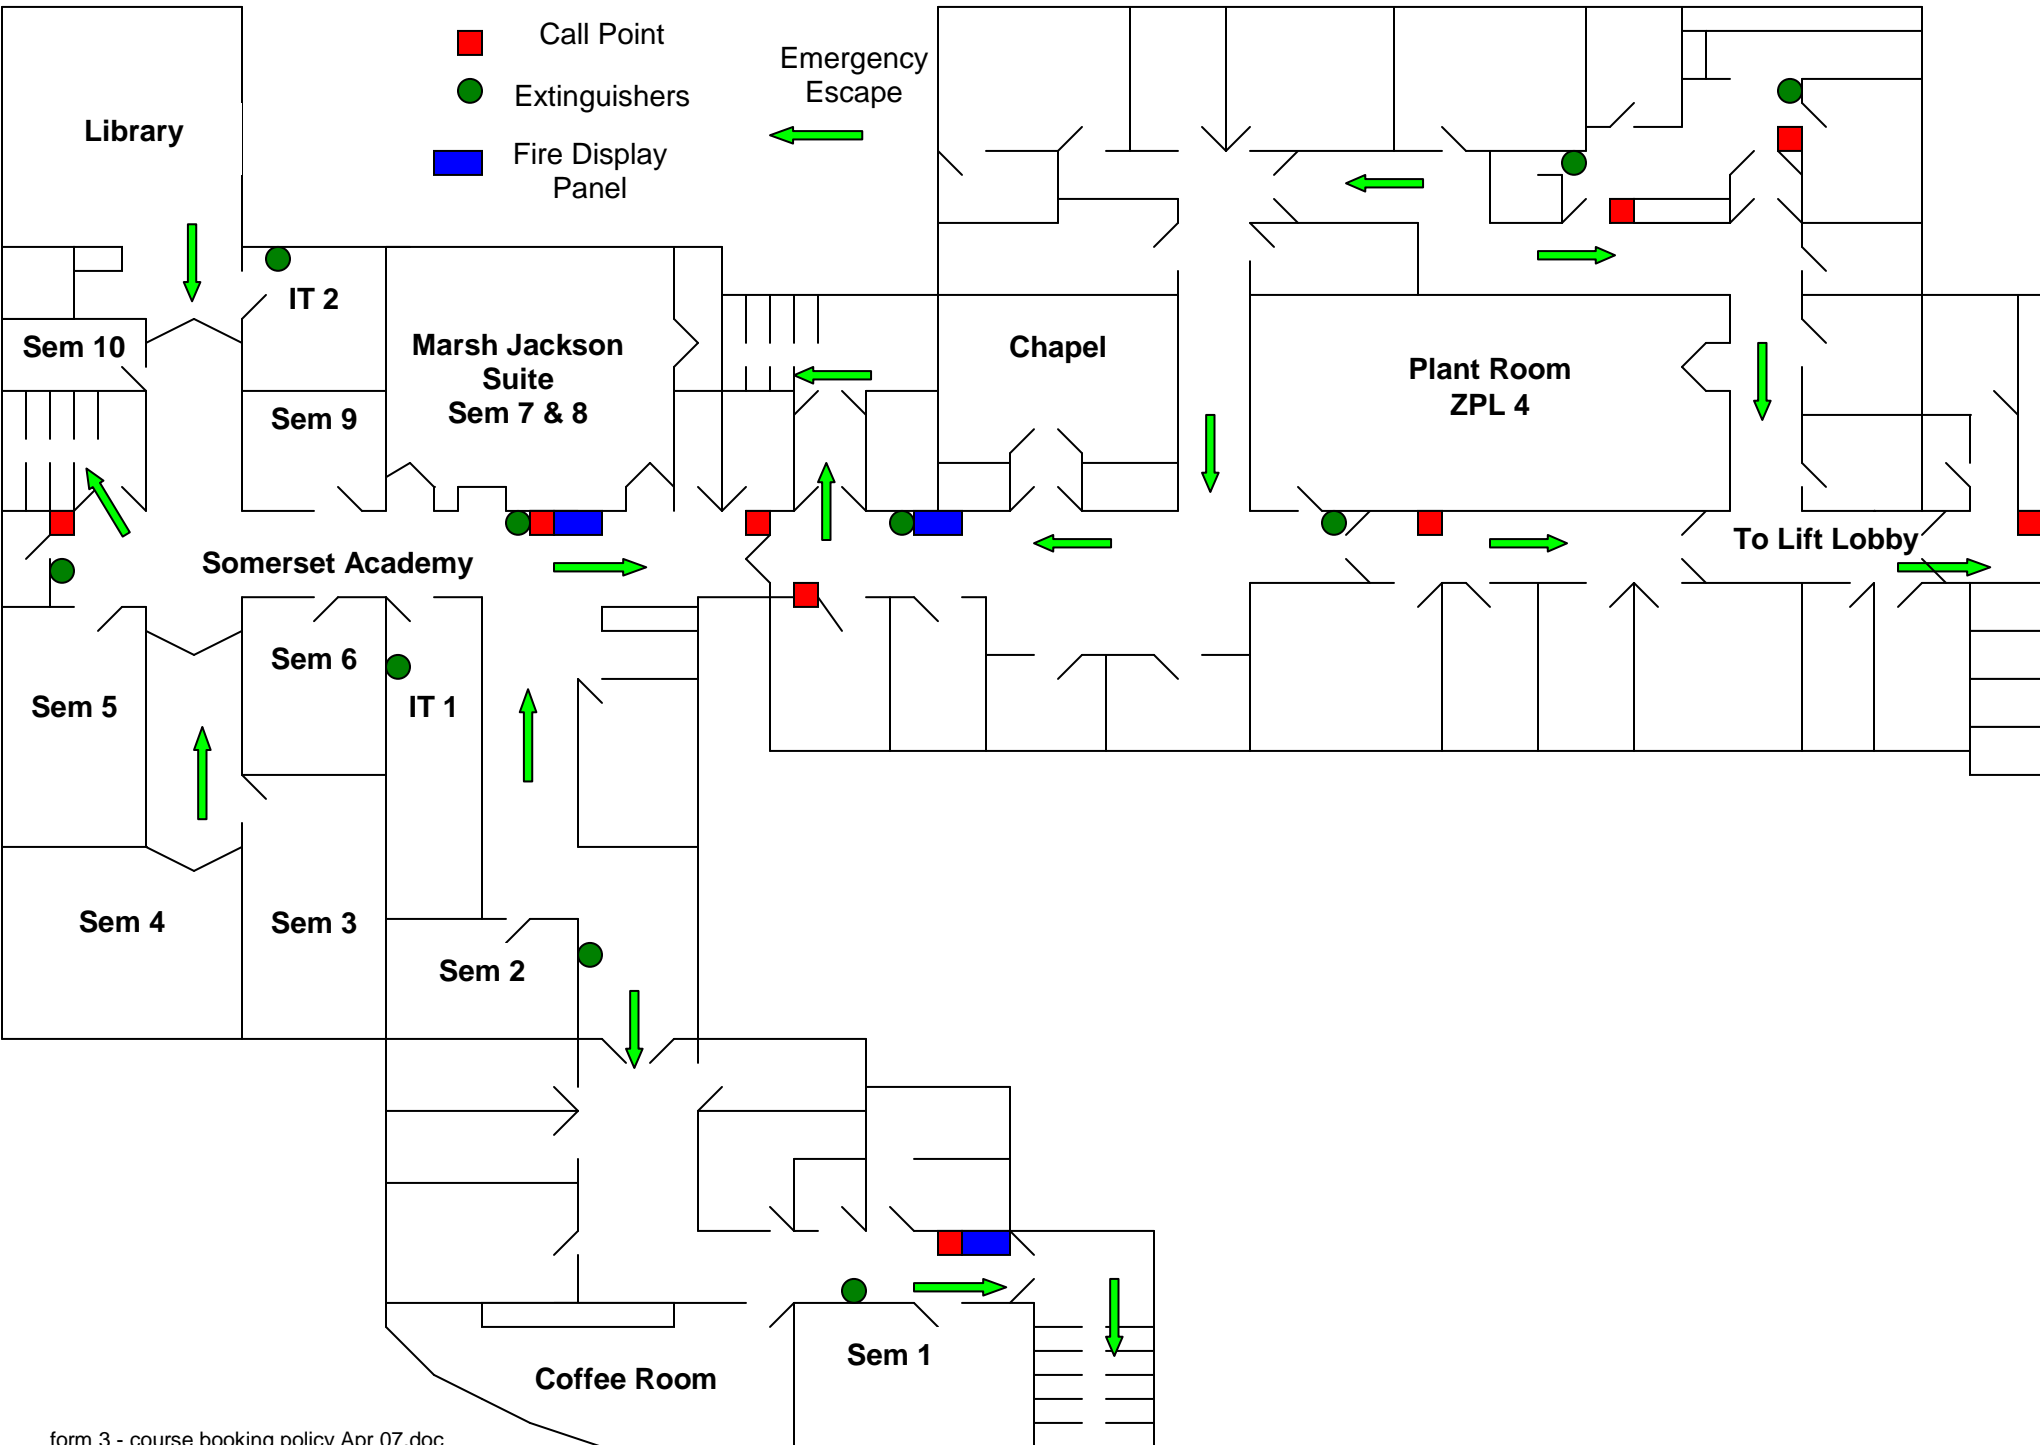 Call Point
Extinguishers
Fire Display
Panel
Emergency
Escape
Library
IT 2
Sem 10
Marsh Jackson
Suite
Sem 7 & 8
Sem 9
Chapel
Plant Room
ZPL 4
Somerset Academy
To Lift Lobby
Sem 6
Sem 5
IT 1
Sem 4
Sem 3
Sem 2
Sem 1
Coffee Room
form 3 - course booking policy Apr 07.doc